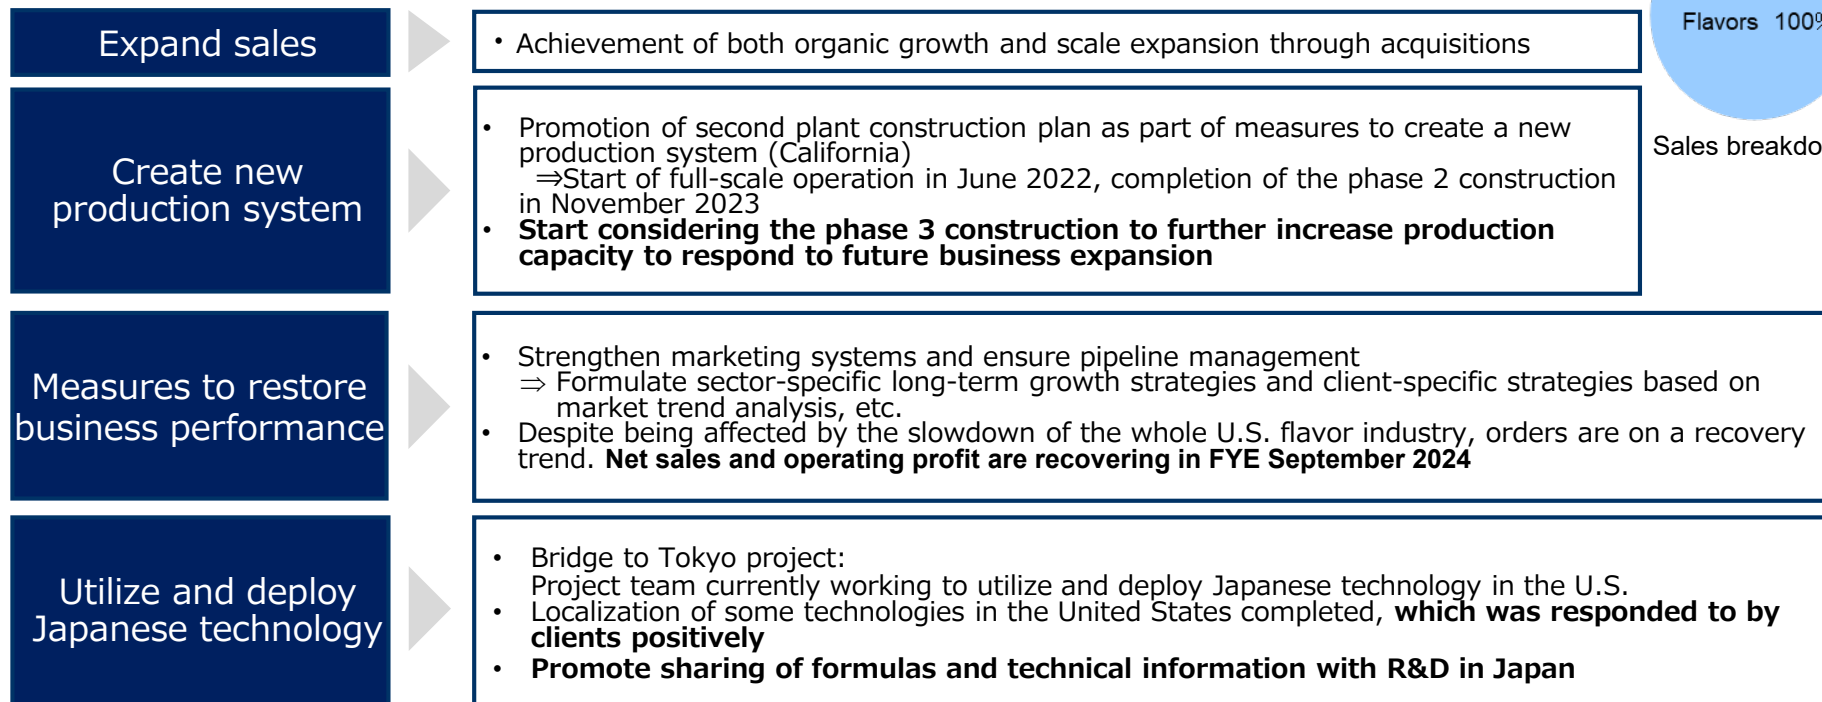 Expand sales
• Achievement of both organic growth and scale expansion through acquisitions
Flavors 100%
Sales breakdo
Create new
production system
• Promotion of second plant construction plan as part of measures to create a new
production system (California)
⇒Start of full-scale operation in June 2022, completion of the phase 2 construction
in November 2023
• Start considering the phase 3 construction to further increase production
capacity to respond to future business expansion
Measures to restore
business performance
• Strengthen marketing systems and ensure pipeline management
⇒ Formulate sector-specific long-term growth strategies and client-specific strategies based on
market trend analysis, etc.
• Despite being affected by the slowdown of the whole U.S. flavor industry, orders are on a recovery
trend. Net sales and operating profit are recovering in FYE September 2024
Utilize and deploy
Japanese technology
• Bridge to Tokyo project:
Project team currently working to utilize and deploy Japanese technology in the U.S.
• Localization of some technologies in the United States completed, which was responded to by
clients positively
• Promote sharing of formulas and technical information with R&D in Japan